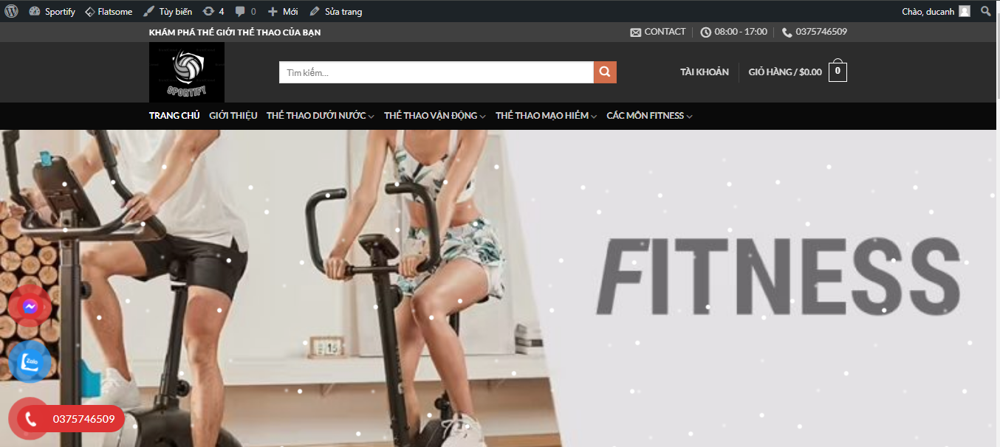 Sportify Flatsome Tùy biến 4 0 Mới Sửa trang Chào, ducanh
KHÁM PHÁ THẾ GIỚI THỂ THAO CỦA BẠN CONTACT 08:00 - 17:00 0375746509
SPORTIFY
Tìm kiếm...
TÀI KHOẢN GIỎ HÀNG / $0.00 0
TRANG CHỦ GIỚI THIỆU THỂ THAO DƯỚI NƯỚC THỂ THAO VẬN ĐỘNG THỂ THAO MẠO HIỂM CÁC MÔN FITNESS
FITNESS
15
Zalo
0375746509